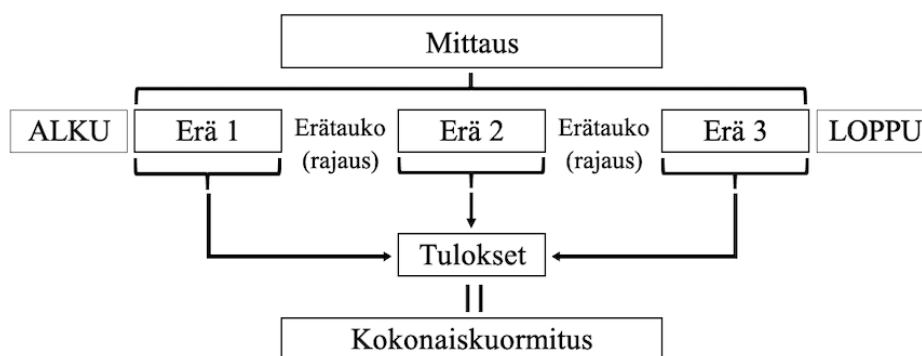 Mittaus
ALKU
Erä 1
Erätauko
(rajaus)
Erä 2
Erätauko
(rajaus)
Erä 3
LOPPU
Tulokset
Kokonaiskuormitus